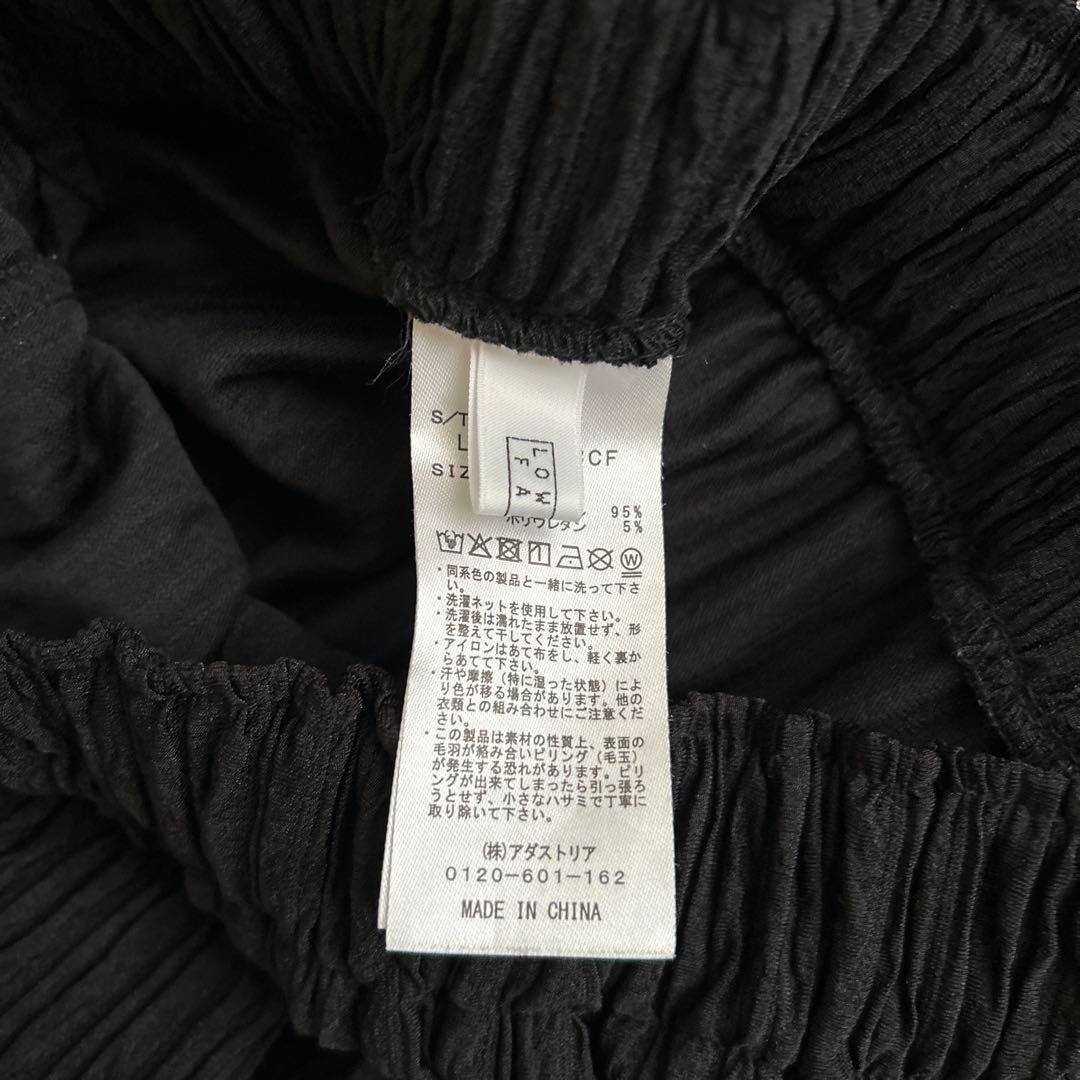 S/T
L
CF
SIZ
LOW
FA
95%
ポリウレタン 5%
W
・同系色の製品と一緒に洗って下さ
い。
・洗濯ネットを使用して下さい。
・洗濯後は濡れたまま放置せず、形
を整えて干してください。
・アイロンはあて布をし、軽く裏か
らあてて下さい。
・汗や摩擦（特に湿った状態）によ
り色が移る場合があります。他の
衣類との組み合わせにご注意くだ
さい。
・この製品は素材の性質上、表面の
毛羽が絡み合いピリング（毛玉）
が発生する恐れがあります。ピリ
ングが出来てしまったら引っ張ろ
うとせず、小さなハサミで丁寧に
取り除いて下さい。
(株)アダストリア
0120-601-162
MADE IN CHINA